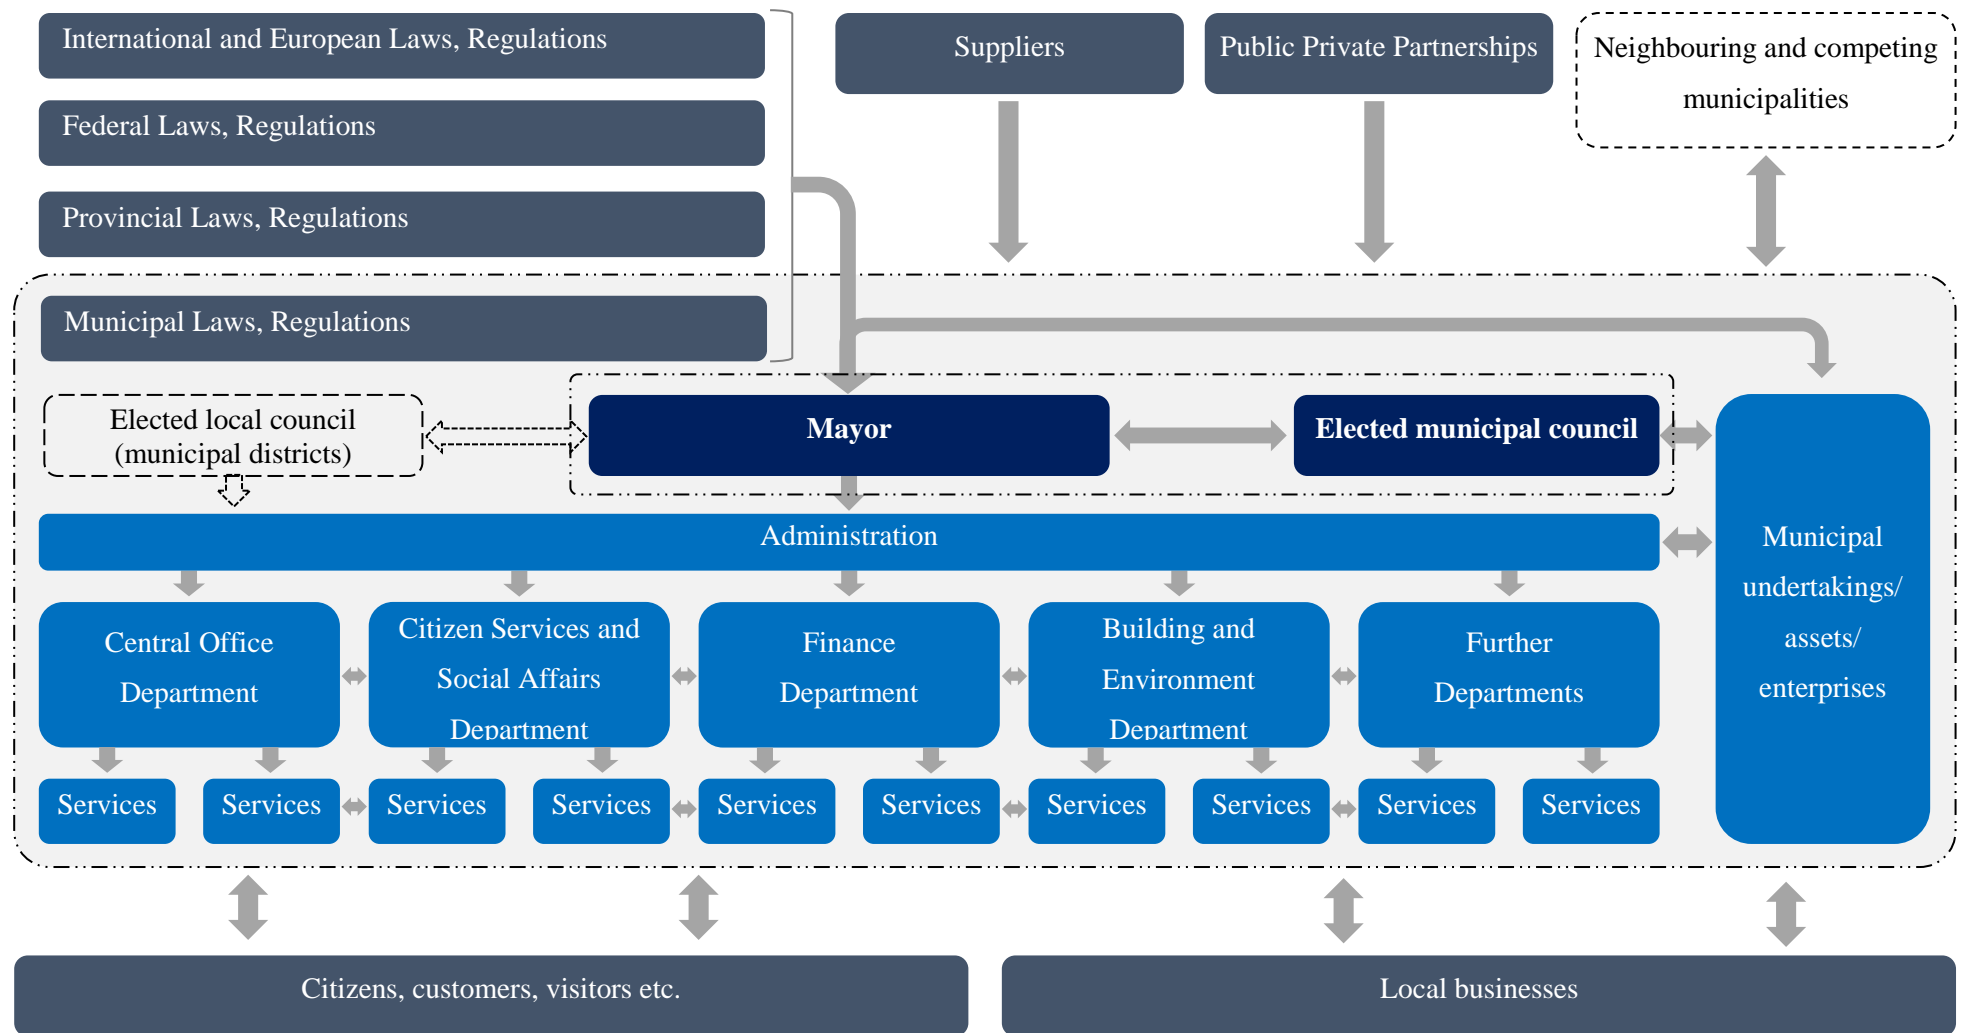 International and European Laws, Regulations
Federal Laws, Regulations
Provincial Laws, Regulations
Municipal Laws, Regulations
Suppliers
Public Private Partnerships
Neighbouring and competing
municipalities
Elected local council
(municipal districts)
Mayor
Elected municipal council
Administration
Municipal
undertakings/
assets/
enterprises
Central Office
Department
Citizen Services and
Social Affairs
Department
Finance
Department
Building and
Environment
Department
Further
Departments
Services
Services
Services
Services
Services
Services
Services
Services
Services
Services
Citizens, customers, visitors etc.
Local businesses